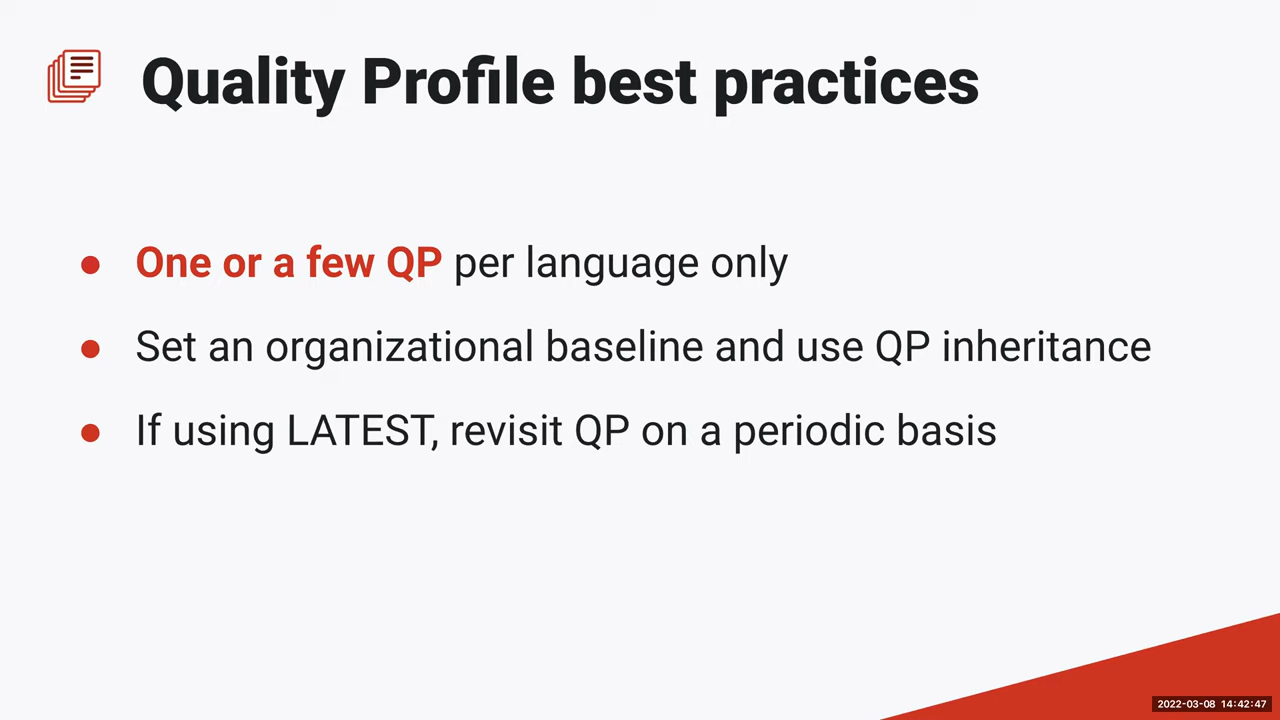 Quality Profile best practices
One or a few QP per language only
Set an organizational baseline and use QP inheritance
If using LATEST, revisit QP on a periodic basis
2022-03-08 14:42:47